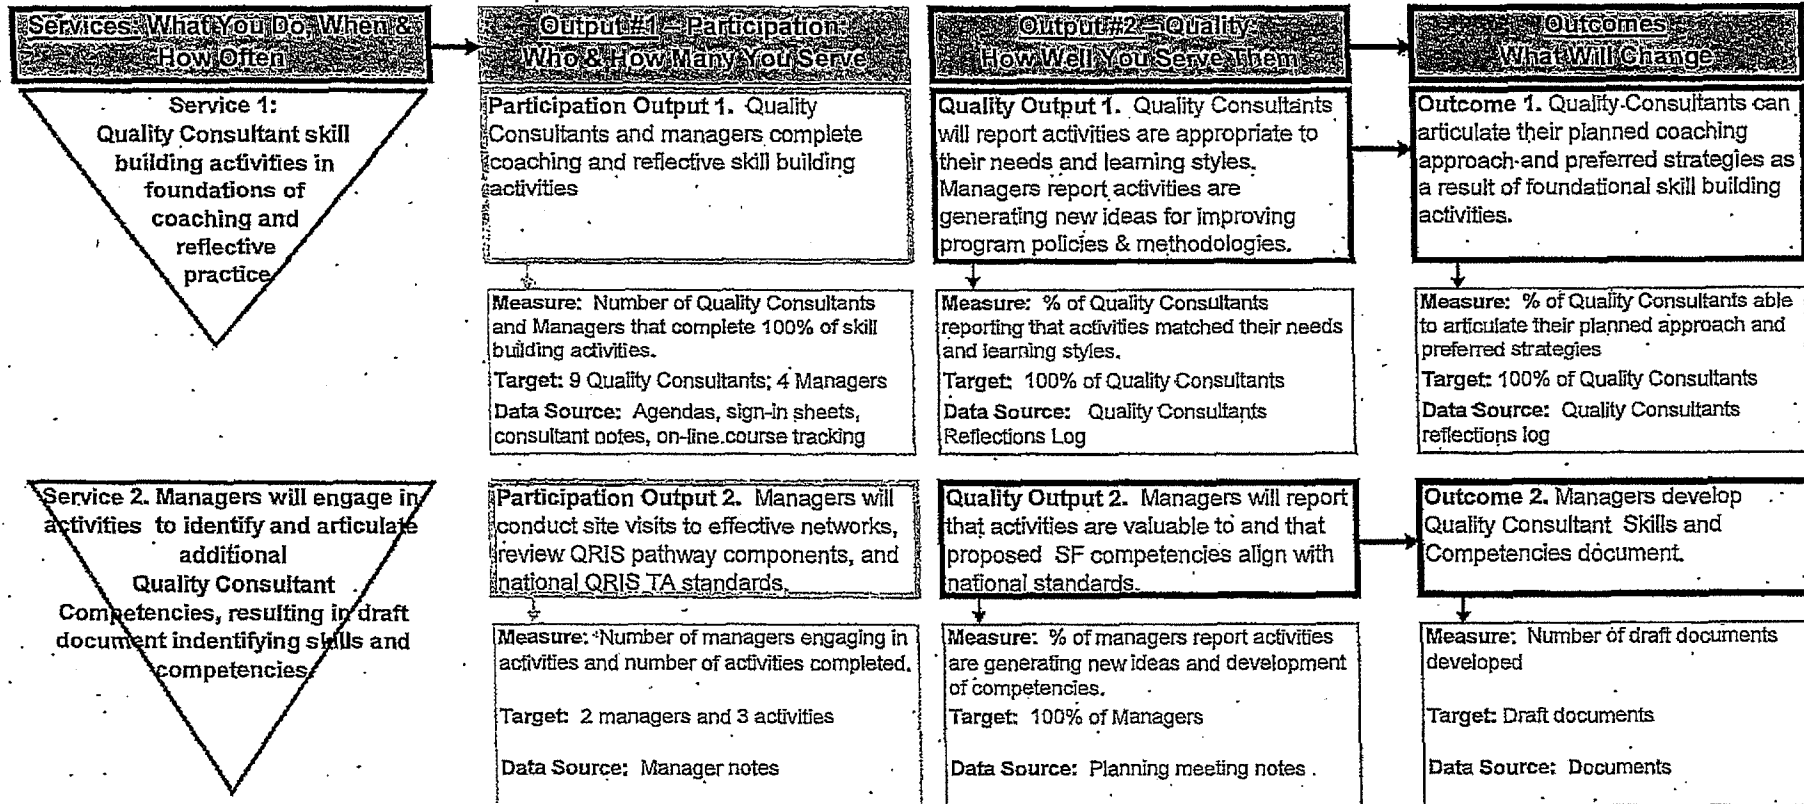 Services: What You Do, When &
How Often
Output #1 – Participation:
Who & How Many You Serve
Output #2 – Quality
How Well You Serve Them
Outcomes
What Will Change
Service 1:
Quality Consultant skill
building activities in
foundations of
coaching and
reflective
practice
Participation Output 1. Quality
Consultants and managers complete
coaching and reflective skill building
activities
Quality Output 1. Quality Consultants
will report activities are appropriate to
their needs and learning styles.
Managers report activities are
generating new ideas for improving
program policies & methodologies.
Outcome 1. Quality Consultants can
articulate their planned coaching
approach and preferred strategies as
a result of foundational skill building
activities.
Measure: Number of Quality Consultants
and Managers that complete 100% of skill
building activities.
Target: 9 Quality Consultants; 4 Managers
Data Source: Agendas, sign-in sheets,
consultant notes, on-line course tracking
Measure: % of Quality Consultants
reporting that activities matched their needs
and learning styles.
Target: 100% of Quality Consultants
Data Source: Quality Consultants
Reflections Log
Measure: % of Quality Consultants able
to articulate their planned approach and
preferred strategies
Target: 100% of Quality Consultants
Data Source: Quality Consultants
reflections log
Service 2. Managers will engage in
activities to identify and articulate
additional
Quality Consultant
Competencies, resulting in draft
document indentifying skills and
competencies
Participation Output 2. Managers will
conduct site visits to effective networks,
review QRIS pathway components, and
national QRIS TA standards.
Quality Output 2. Managers will report
that activities are valuable to and that
proposed SF competencies align with
national standards.
Outcome 2. Managers develop
Quality Consultant Skills and
Competencies document.
Measure: Number of managers engaging in
activities and number of activities completed.
Target: 2 managers and 3 activities
Data Source: Manager notes
Measure: % of managers report activities
are generating new ideas and development
of competencies.
Target: 100% of Managers
Data Source: Planning meeting notes .
Measure: Number of draft documents
developed
Target: Draft documents
Data Source: Documents